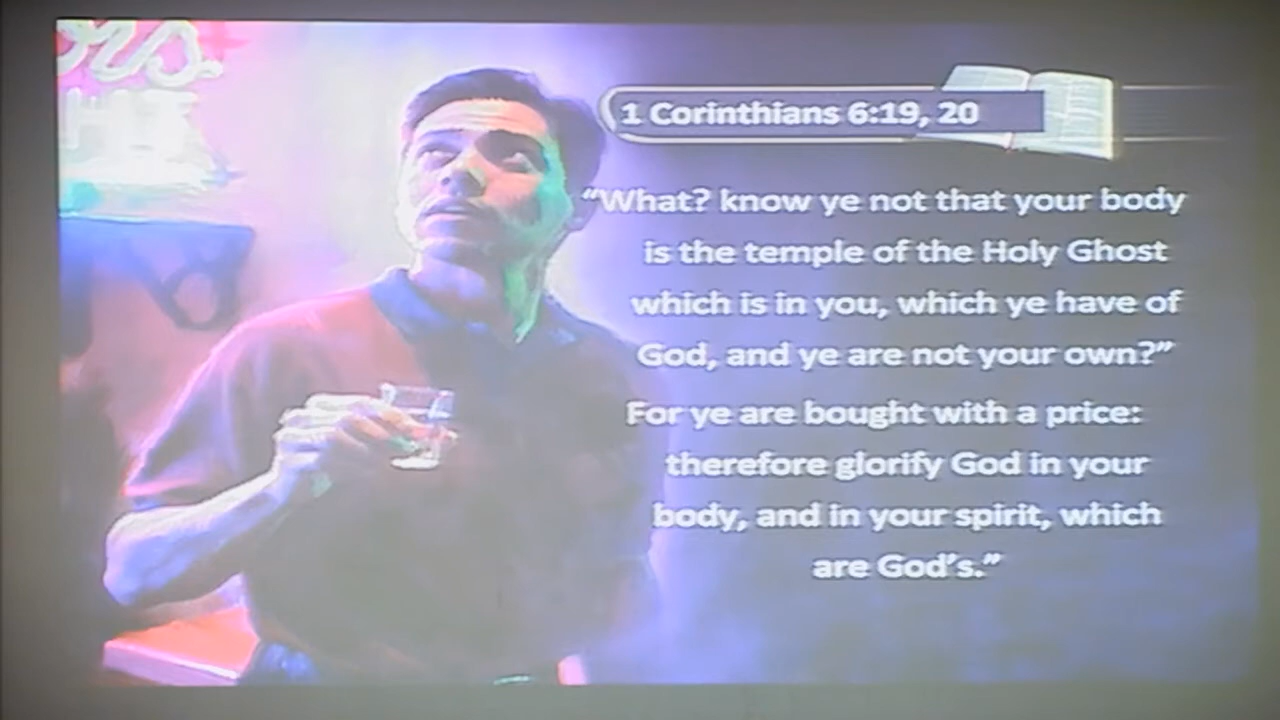 ors.
1 Corinthians 6:19, 20
“What? know ye not that your body
is the temple of the Holy Ghost
which is in you, which ye have of
God, and ye are not your own?”
For ye are bought with a price:
therefore glorify God in your
body, and in your spirit, which
are God's.”